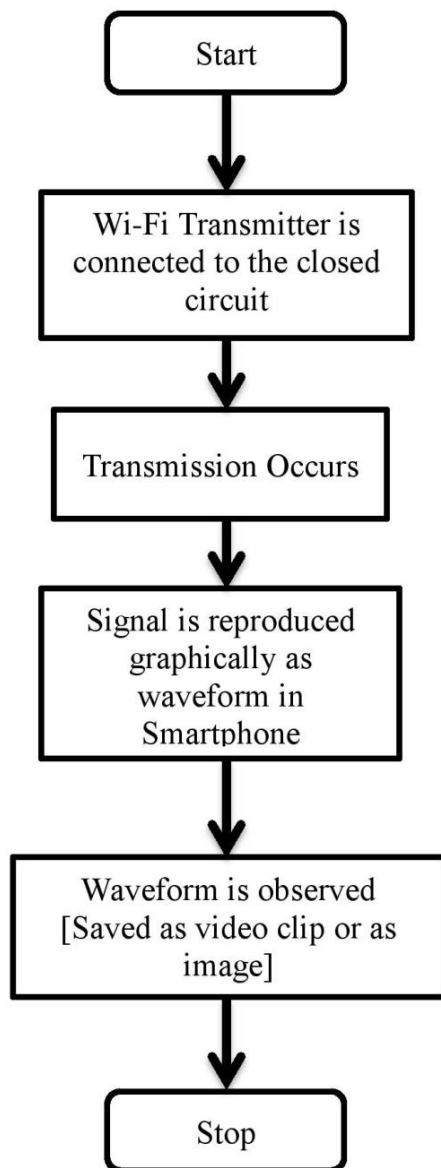 Start
Wi-Fi Transmitter is
connected to the closed
circuit
Transmission Occurs
Signal is reproduced
graphically as
waveform in
Smartphone
Waveform is observed
[Saved as video clip or as
image]
Stop